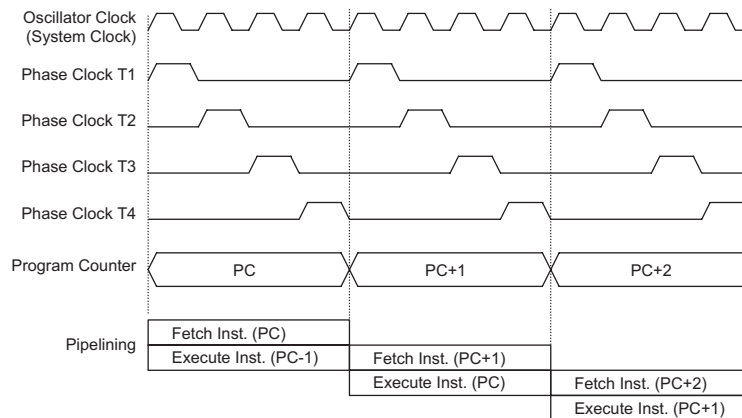 Oscillator Clock
(System Clock)
Phase Clock T1
Phase Clock T2
Phase Clock T3
Phase Clock T4
Program Counter
PC
PC+1
PC+2
Pipelining
Fetch Inst. (PC)
Execute Inst. (PC-1)
Fetch Inst. (PC+1)
Execute Inst. (PC)
Fetch Inst. (PC+2)
Execute Inst. (PC+1)